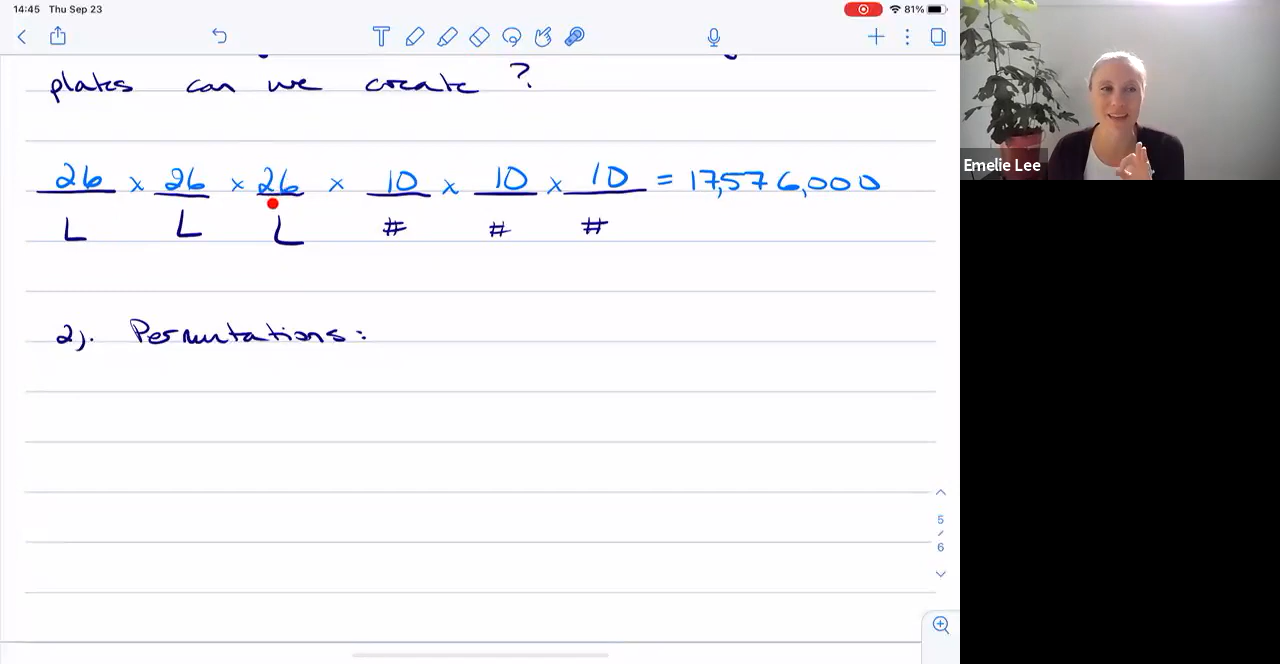 14:45 Thu Sep 23
81%
plates can we create ?
26 × 26 × 26 × 10 × 10 × 10 = 17,576,000
L L L # # #
2). Permutations:
5
6
Emelie Lee